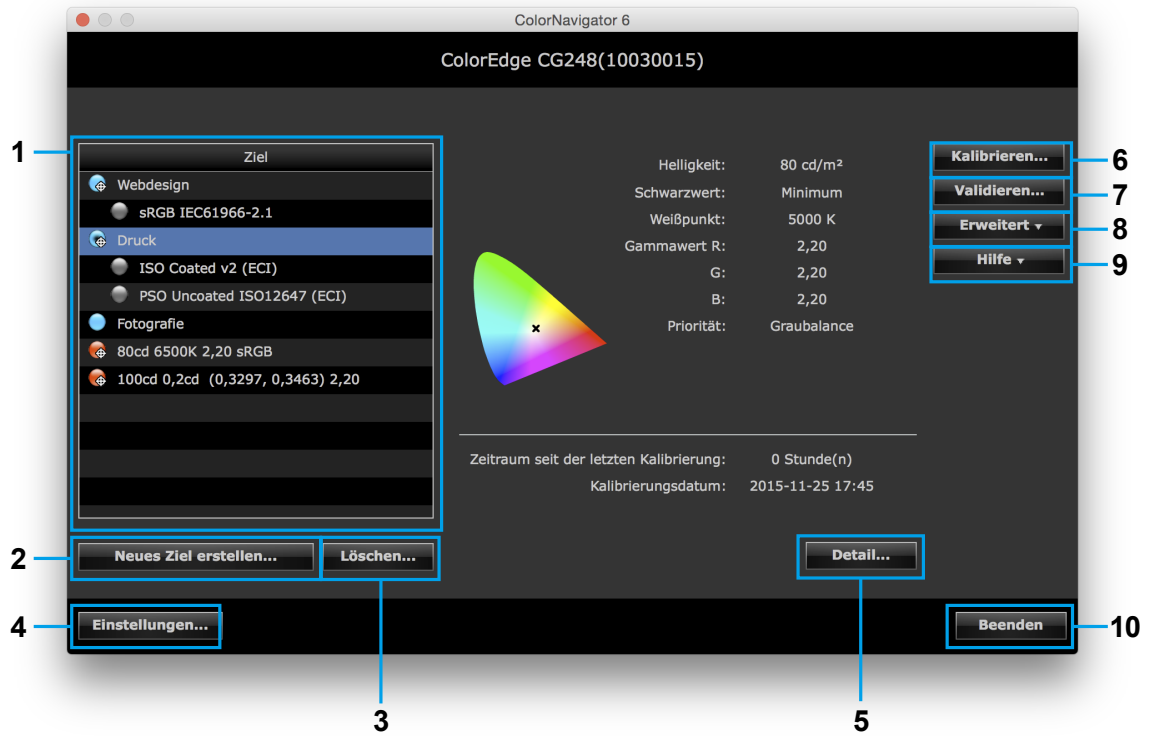 ColorNavigator 6
ColorEdge CG248(10030015)
1
Ziel
Webdesign
sRGB IEC61966-2.1
Druck
ISO Coated v2 (ECI)
PSO Uncoated ISO12647 (ECI)
Fotografie
80cd 6500K 2,20 sRGB
100cd 0,2cd (0,3297, 0,3463) 2,20
Helligkeit: 80 cd/m²
Schwarzwert: Minimum
Weißpunkt: 5000 K
Gammawert R: 2,20
G: 2,20
B: 2,20
Priorität: Graubalance
Zeitraum seit der letzten Kalibrierung: 0 Stunde(n)
Kalibrierungsdatum: 2015-11-25 17:45
Kalibrieren... 6
Validieren... 7
Erweitert ▾ 8
Hilfe ▾ 9
2 Neues Ziel erstellen... Löschen... Detail...
4 Einstellungen... Beenden 10
3 5